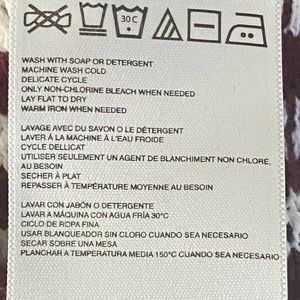 30 C
WASH WITH SOAP OR DETERGENT
MACHINE WASH COLD
DELICATE CYCLE
ONLY NON-CHLORINE BLEACH WHEN NEEDED
LAY FLAT TO DRY
WARM IRON WHEN NEEDED
LAVAGE AVEC DU SAVON O LE DÉTERGENT
LAVER À LA MACHINE À L'EAU FROIDE
CYCLE DELLICAT
UTILISER SEULEMENT UN AGENT DE BLANCHIMENT NON CHLORÉ,
AU BESOIN
SÉCHER À PLAT
REPASSER À TEMPÉRATURE MOYENNE AU BESOIN
LAVAR CON JABÓN O DETERGENTE
LAVAR A MÁQUINA CON AGUA FRÍA 30°C
CICLO DE ROPA FINA
USAR BLANQUEADOR SIN CLORO CUANDO SEA NECESARIO
SECAR SOBRE UNA MESA
PLANCHAR A TEMPERATURA MEDIA 150°C CUANDO SEA NECESARIO